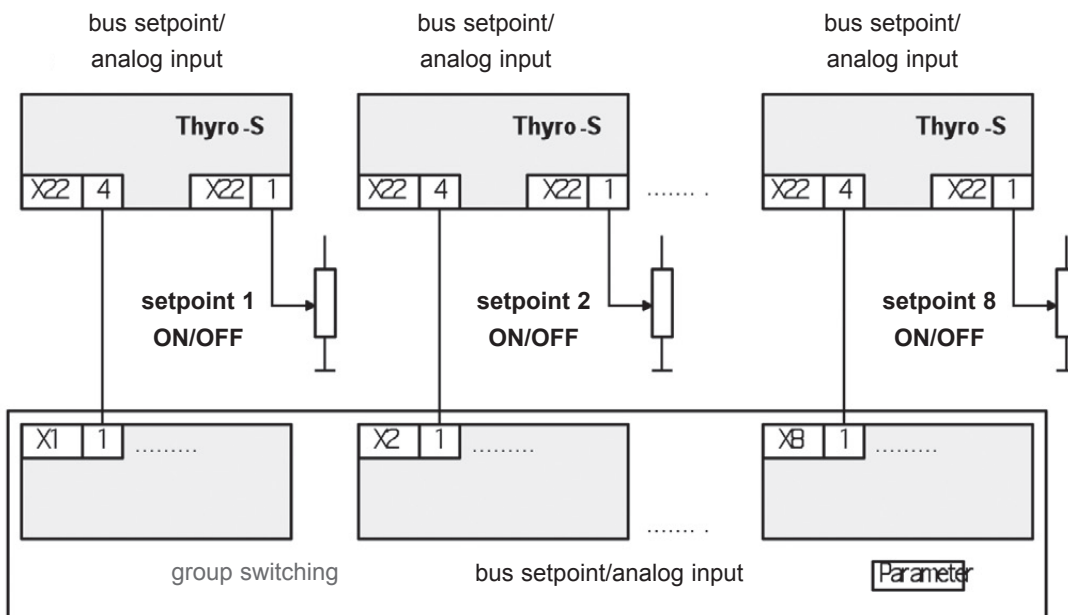 bus setpoint/ bus setpoint/ bus setpoint/
analog input analog input analog input
Thyro -S Thyro -S Thyro -S
X22 4 X22 1 X22 4 X22 1 ....... . X22 4 X22 1
setpoint 1 setpoint 2 setpoint 8
ON/OFF ON/OFF ON/OFF
X1 1 ......... X2 1 ......... X8 1 .........
....... .
group switching bus setpoint/analog input Parameter